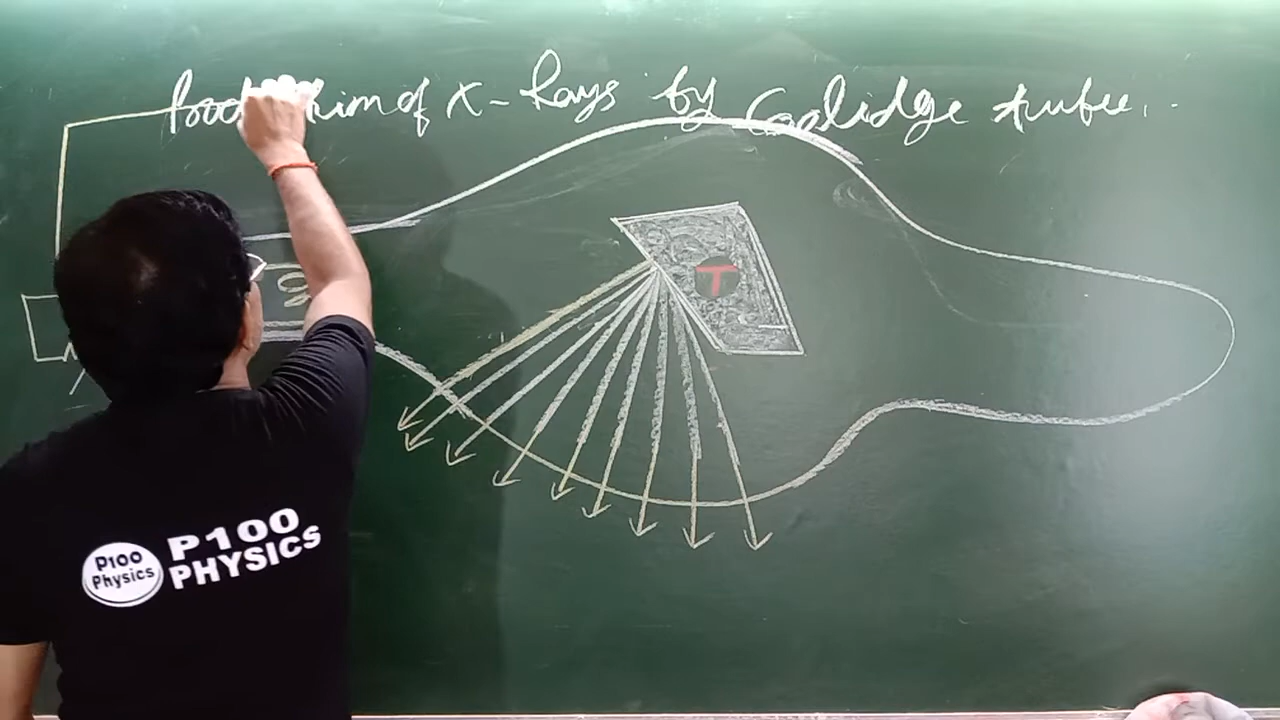 Production of X-Rays by Coolidge tube.
T
P100
PHYSICS
P100
Physics